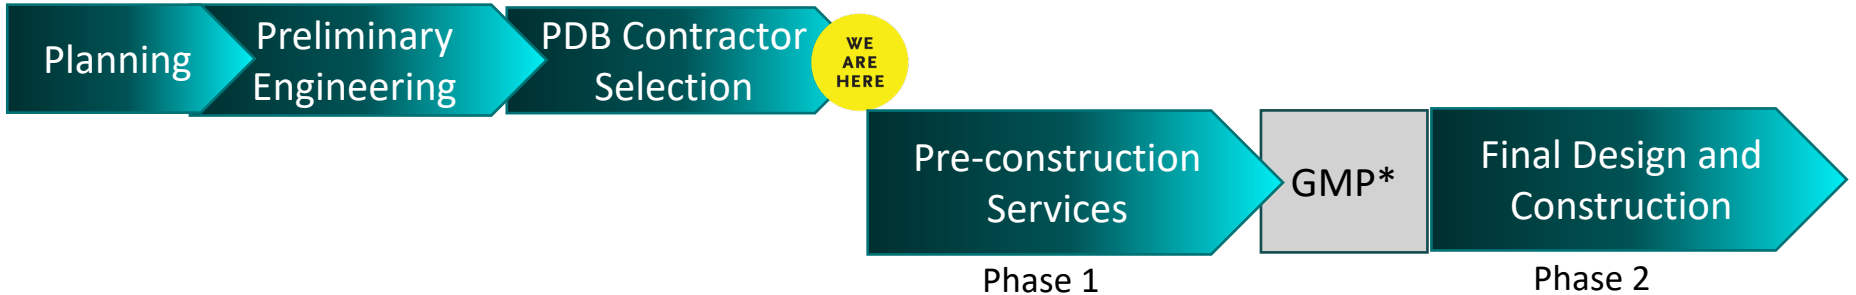 Planning
Preliminary
Engineering
PDB Contractor
Selection
WE
ARE
HERE
Pre-construction
Services
GMP*
Final Design and
Construction
Phase 1
Phase 2